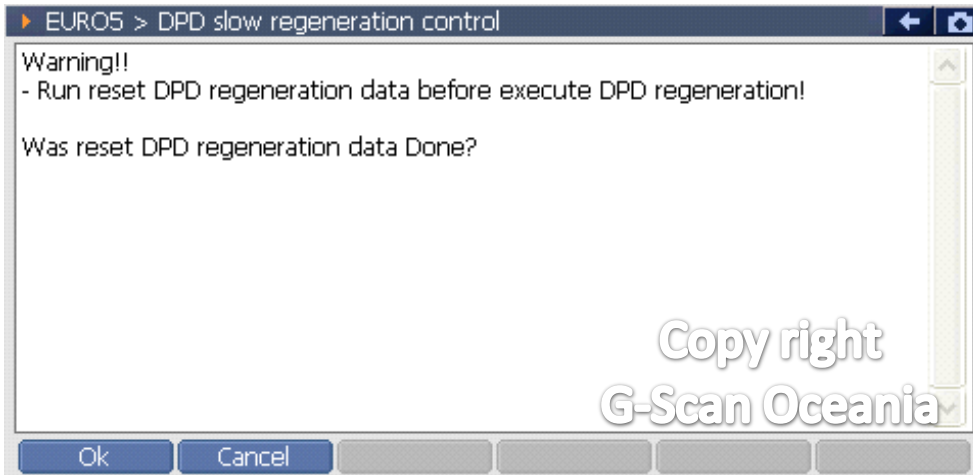 EURO5 > DPD slow regeneration control
Warning!!
- Run reset DPD regeneration data before execute DPD regeneration!
Was reset DPD regeneration data Done?
Copy right
G-Scan Oceania
Ok
Cancel